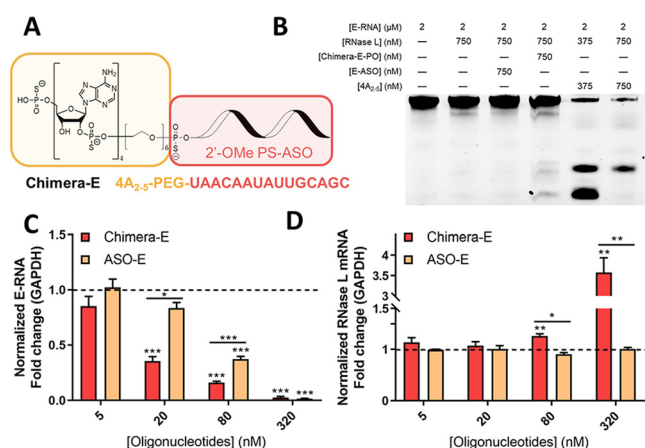 A
NH2
N
N
N
N
S⊖
HO-P-O
O
O
OH
O
O-P-O
S⊖
4
O
6
O-P-O
S⊖
2'-OMe PS-ASO
Chimera-E 4A2-5-PEG-UAACAAUAUUGCAGC
B
[E-RNA] (μM) 2 2 2 2 2 2
[RNase L] (nM) — 750 750 750 375 750
[Chimera-E-PO] (nM) — — — 750 — —
[E-ASO] (nM) — — 750 — — —
[4A2-5] (nM) — — — — 375 750
C
Chimera-E
ASO-E
Normalized E-RNA
Fold change (GAPDH)
1.5
1.0
0.5
0.0
*
***
***
***
***
***
***
5 20 80 320
[Oligonucleotides] (nM)
D
Chimera-E
ASO-E
Normalized RNase L mRNA
Fold change (GAPDH)
4.5
3.5
2
1
0
**
*
**
**
5 20 80 320
[Oligonucleotides] (nM)